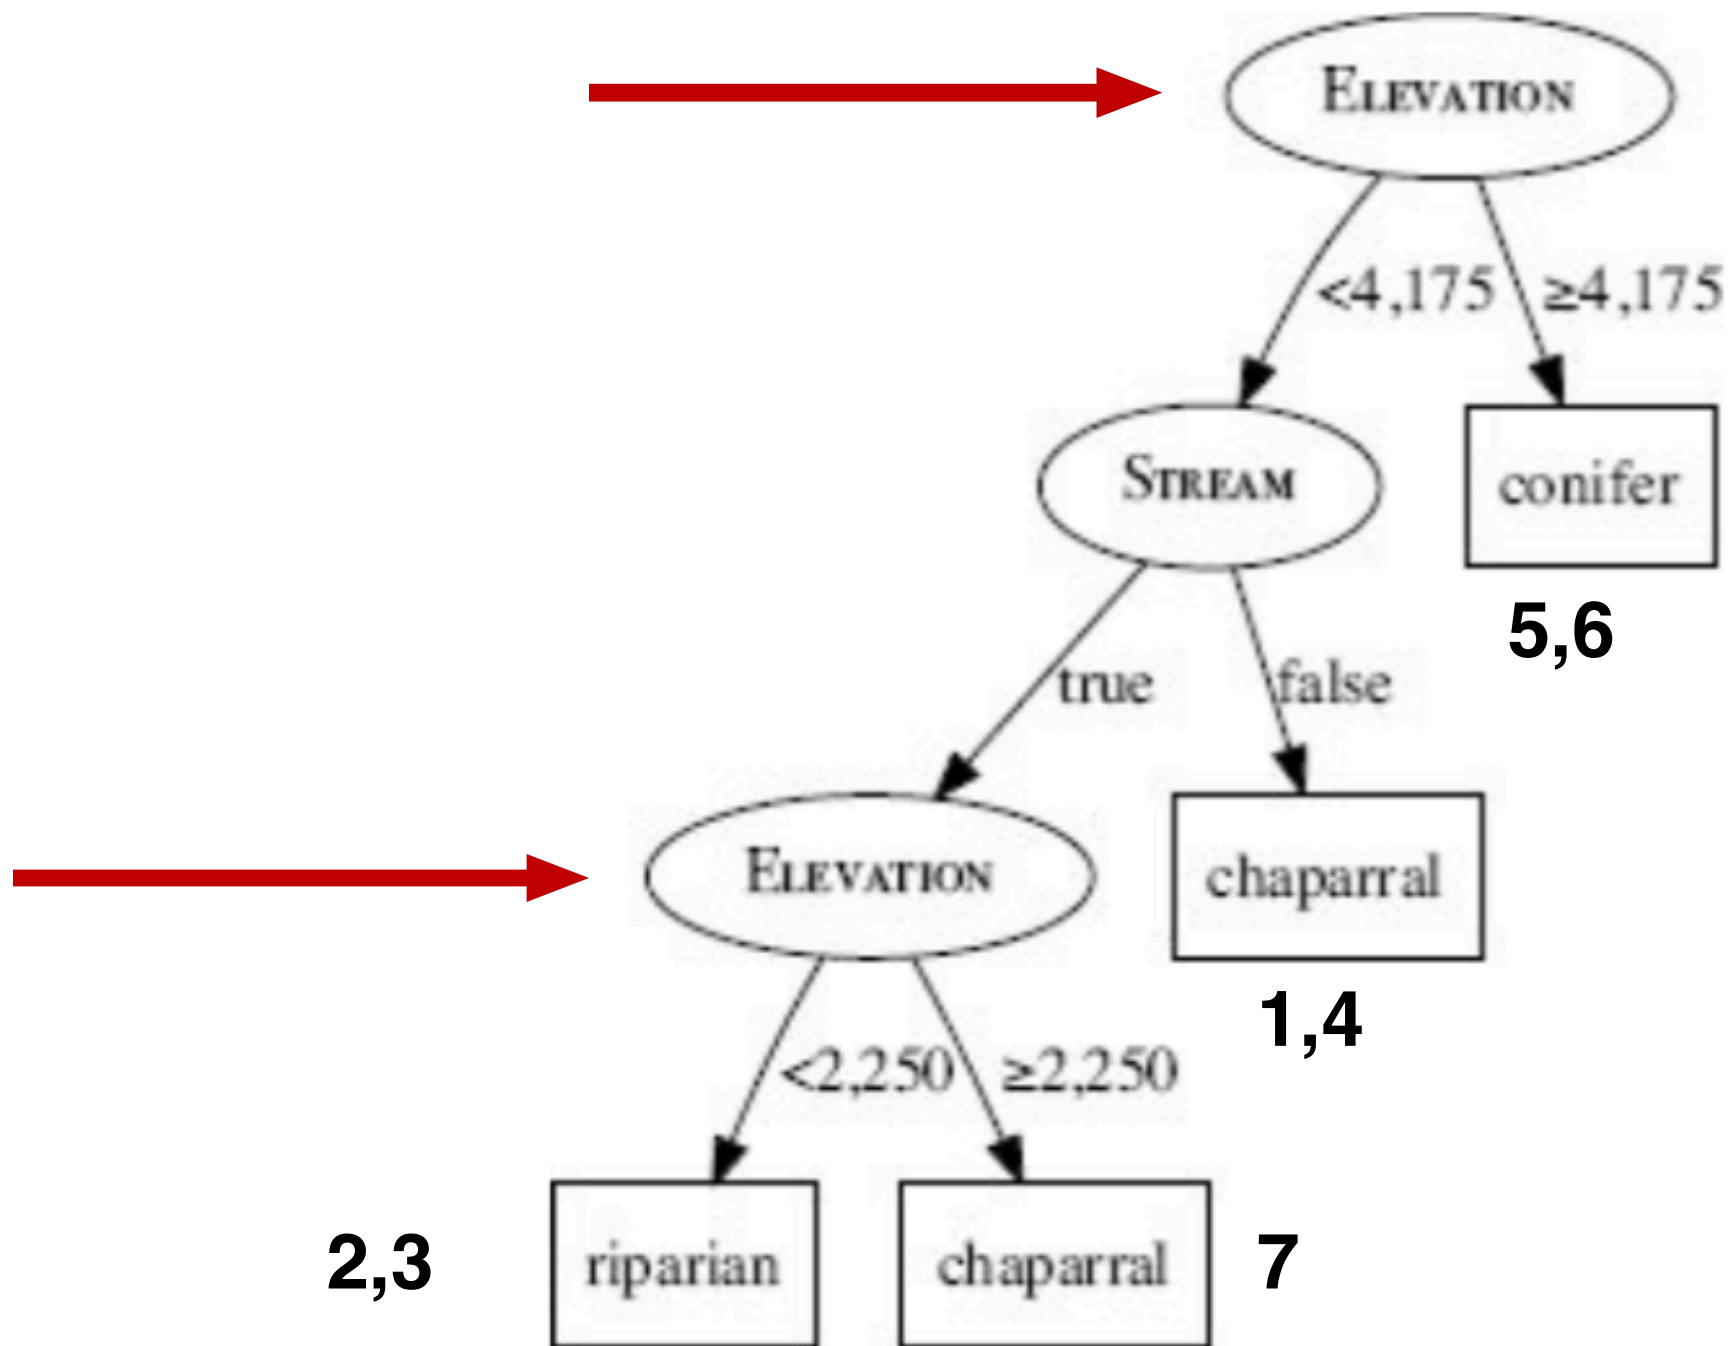 ELEVATION
<4,175 ≥4,175
STREAM
conifer
5,6
true false
ELEVATION
chaparral
1,4
<2,250 ≥2,250
2,3 riparian chaparral 7